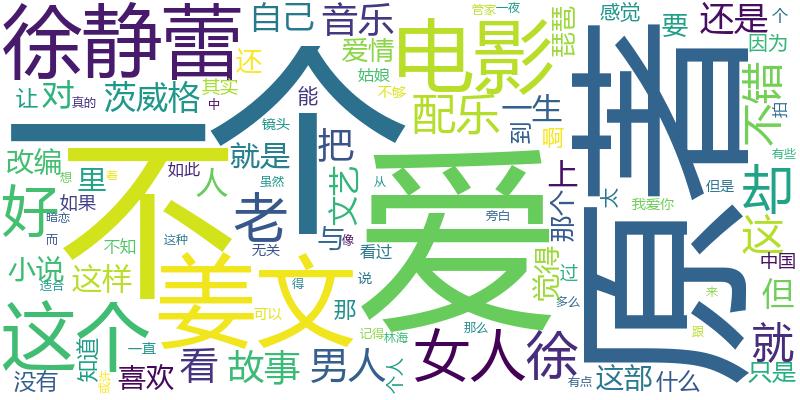 徐静蕾
一个
不
爱
原著
电影
姜文
这个
好
老
女人
徐
却
就
男人
故事
看
喜欢
配乐
音乐
自己
茨威格
还是
不错
这
但
对
让
还
爱情
琵琶
姑娘
管家
一夜
感觉
要
因为
个
拍
有些
真的
其实
中
能
不够
镜头
一生
到
啊
改编
想
著
如此
就是
把
里
人
虽然
从
文艺
上
那个
太
但是
我爱你
如果
暗恋
而
不知
这种
无关
与
像
看过
旁白
觉得
过
中国
小说
适合
这样
得
说
那
多么
来
跟
可以
记得
林海
那么
知道
一直
没有
个人
有点
这部
什么
只是